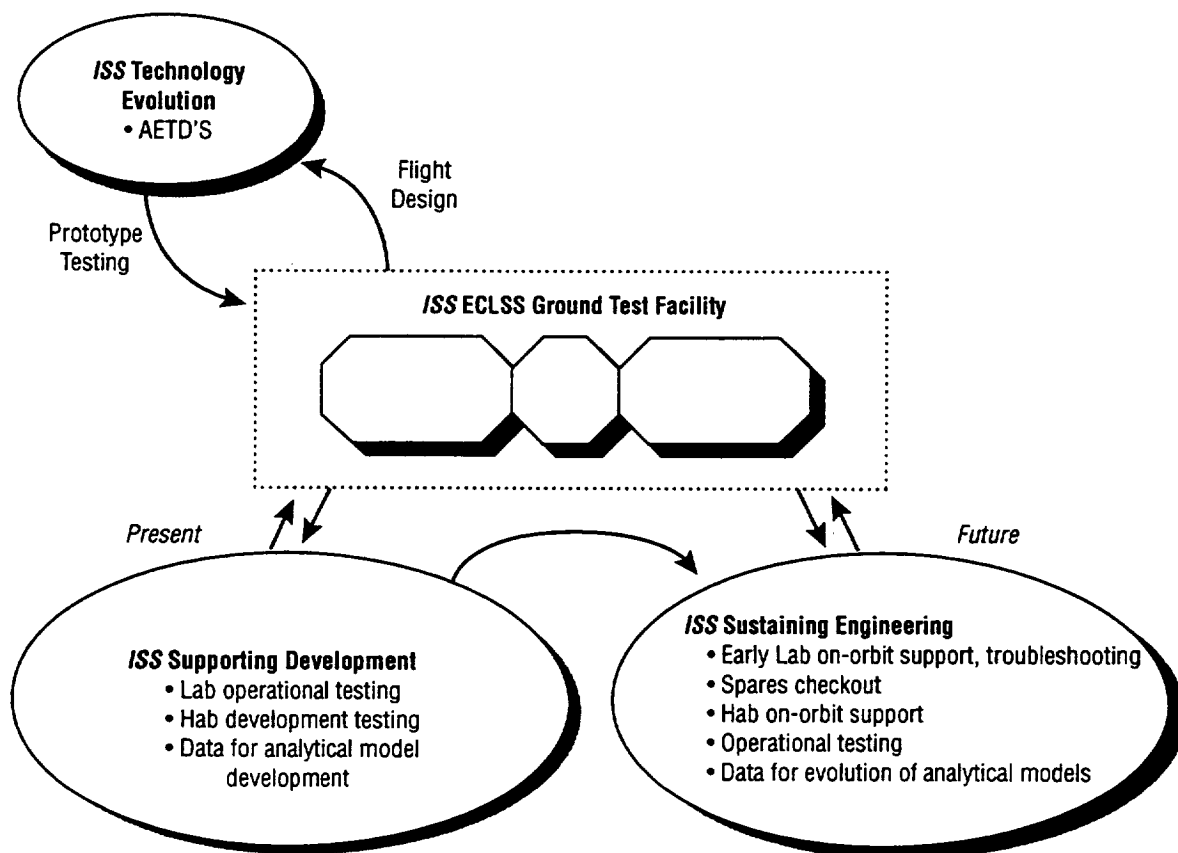 ISS Technology
Evolution
• AETD'S
Flight
Design
Prototype
Testing
ISS ECLSS Ground Test Facility
Present
Future
ISS Supporting Development
• Lab operational testing
• Hab development testing
• Data for analytical model
development
ISS Sustaining Engineering
• Early Lab on-orbit support, troubleshooting
• Spares checkout
• Hab on-orbit support
• Operational testing
• Data for evolution of analytical models